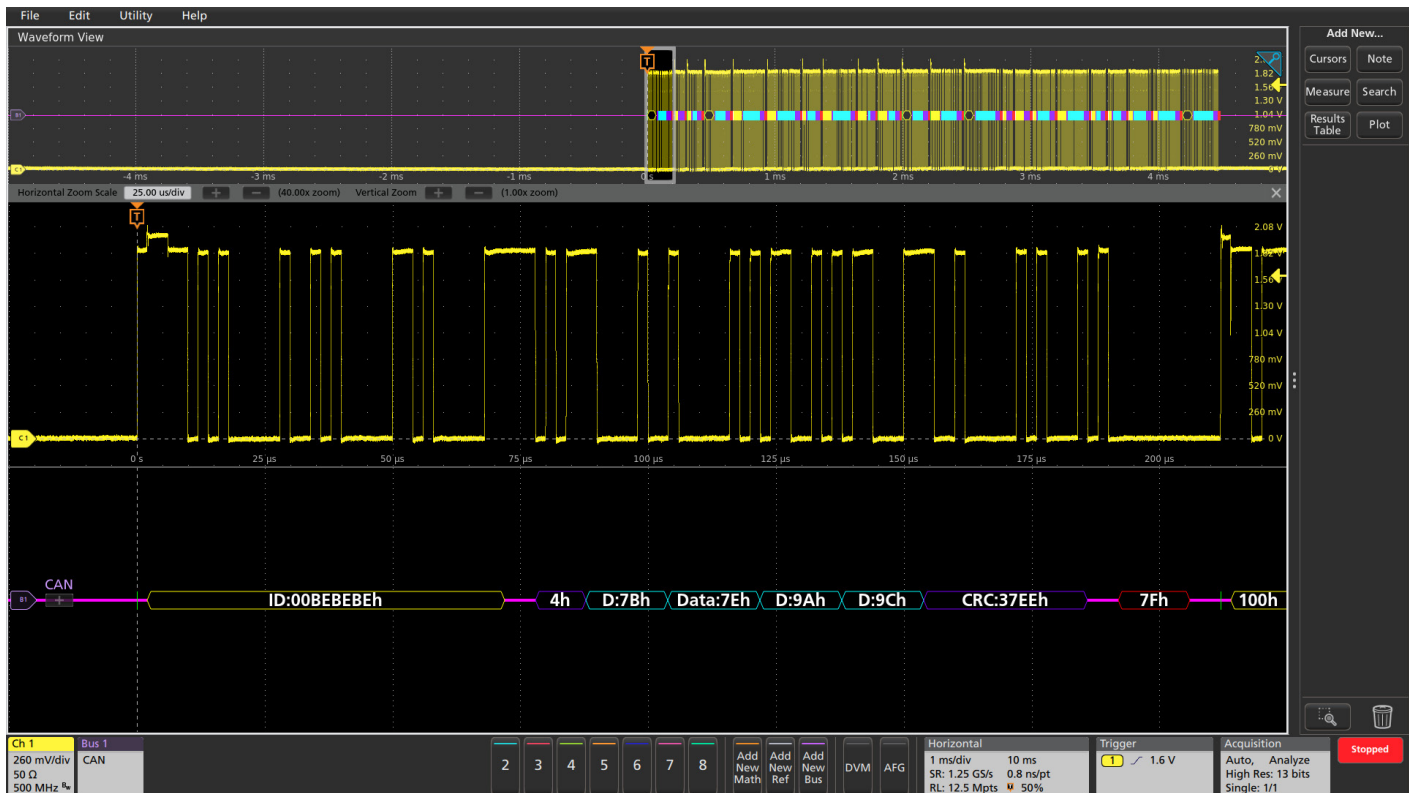 File Edit Utility Help
Waveform View
Add New...
Cursors Note
Measure Search
Results Table Plot
T
1.82
1.56
1.30 V
1.04 V
780 mV
520 mV
260 mV
B1
C1
-4 ms -3 ms -2 ms -1 ms 0 s 1 ms 2 ms 3 ms 4 ms
Horizontal Zoom Scale 25.00 us/div + — (40.00x zoom) Vertical Zoom + — (1.00x zoom)
T
2.08 V
1.82 V
1.56
1.30 V
1.04 V
780 mV
520 mV
260 mV
0 V
C1
0 s 25 µs 50 µs 75 µs 100 µs 125 µs 150 µs 175 µs 200 µs
CAN
B1 +
ID:00BEBEBEh 4h D:7Bh Data:7Eh D:9Ah D:9Ch CRC:37EEh 7Fh 100h
Ch 1
260 mV/div
50 Ω
500 MHz Bw
Bus 1
CAN
2 3 4 5 6 7 8
Add New Math
Add New Ref
Add New Bus
DVM AFG
Horizontal
1 ms/div 10 ms
SR: 1.25 GS/s 0.8 ns/pt
RL: 12.5 Mpts 50%
Trigger
1 1.6 V
Acquisition
Auto, Analyze
High Res: 13 bits
Single: 1/1
Stopped